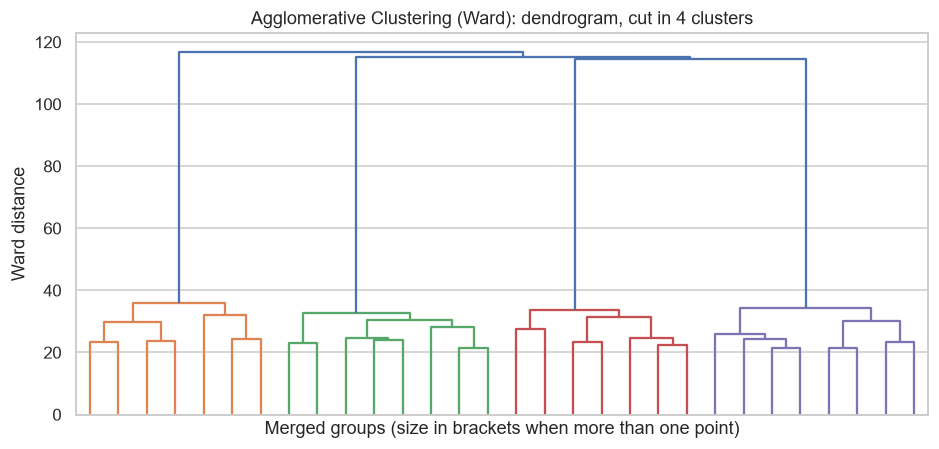 Agglomerative Clustering (Ward): dendrogram, cut in 4 clusters
120
100
80
60
40
20
0
Ward distance
Merged groups (size in brackets when more than one point)